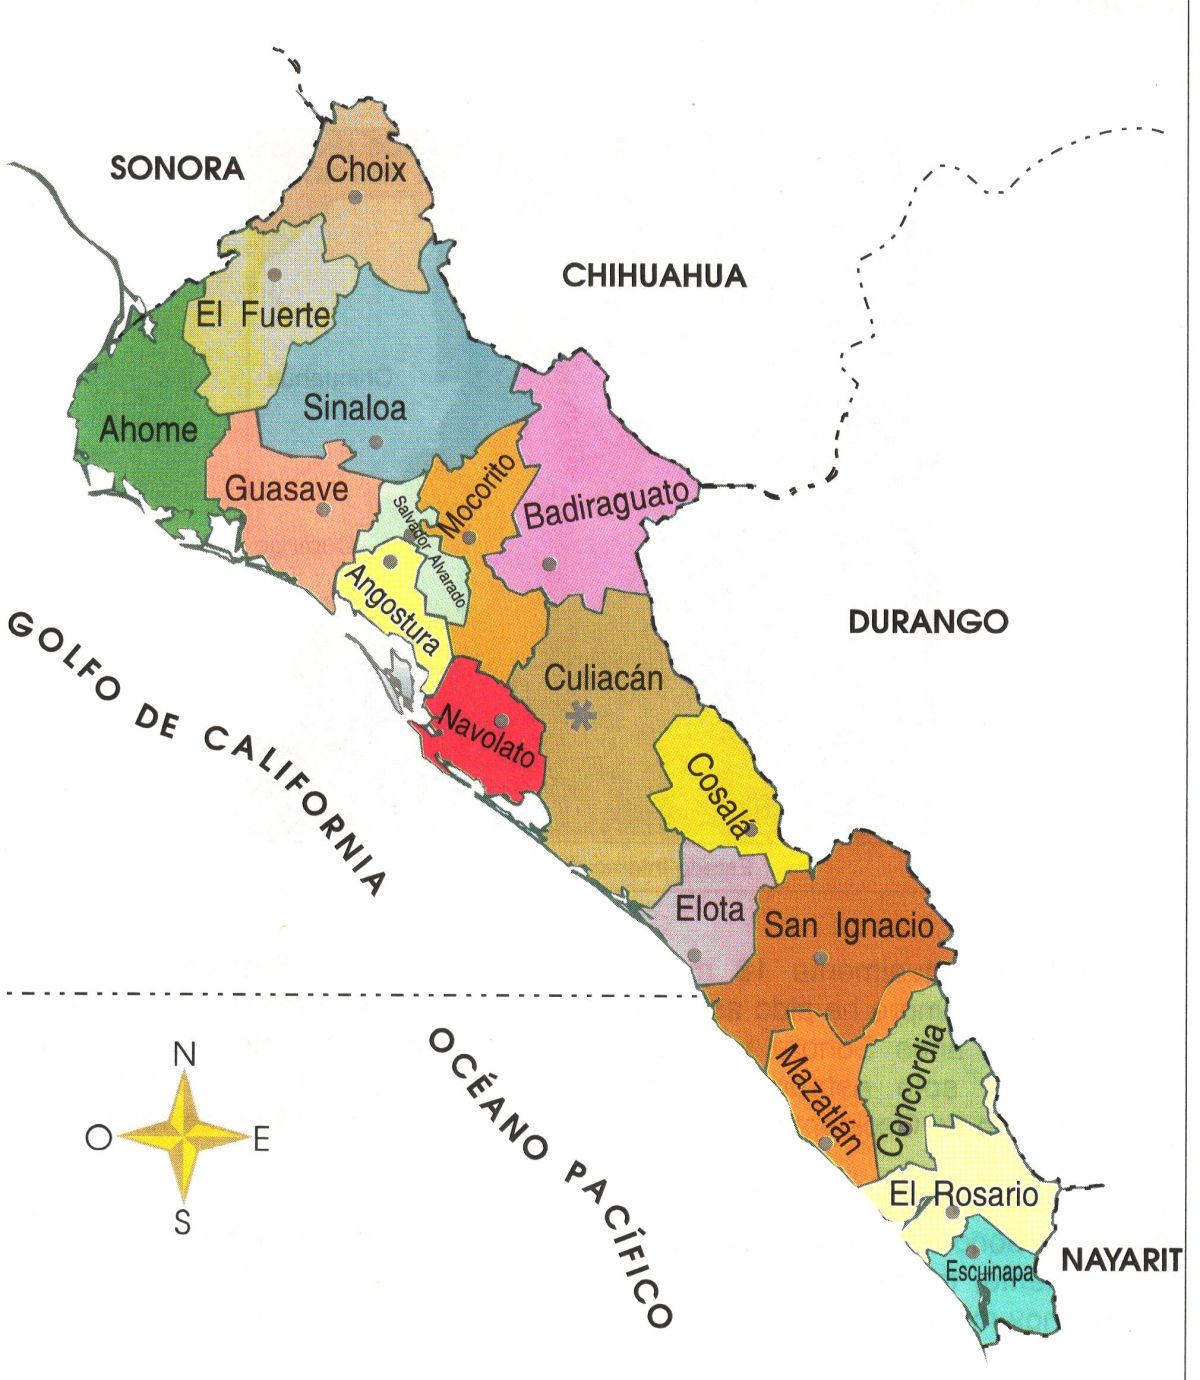 SONORA
Choix
CHIHUAHUA
El Fuerte
Sinaloa
Ahome
Guasave
Mocorito
Badiraguato
Salvador Alvarado
Angostura
DURANGO
GOLFO DE CALIFORNIA
Culiacán
Navolato
Cosalá
Elota
San Ignacio
Mazatlán
Concordia
OCÉANO PACÍFICO
N
O
E
S
El Rosario
NAYARIT
Escuinapa